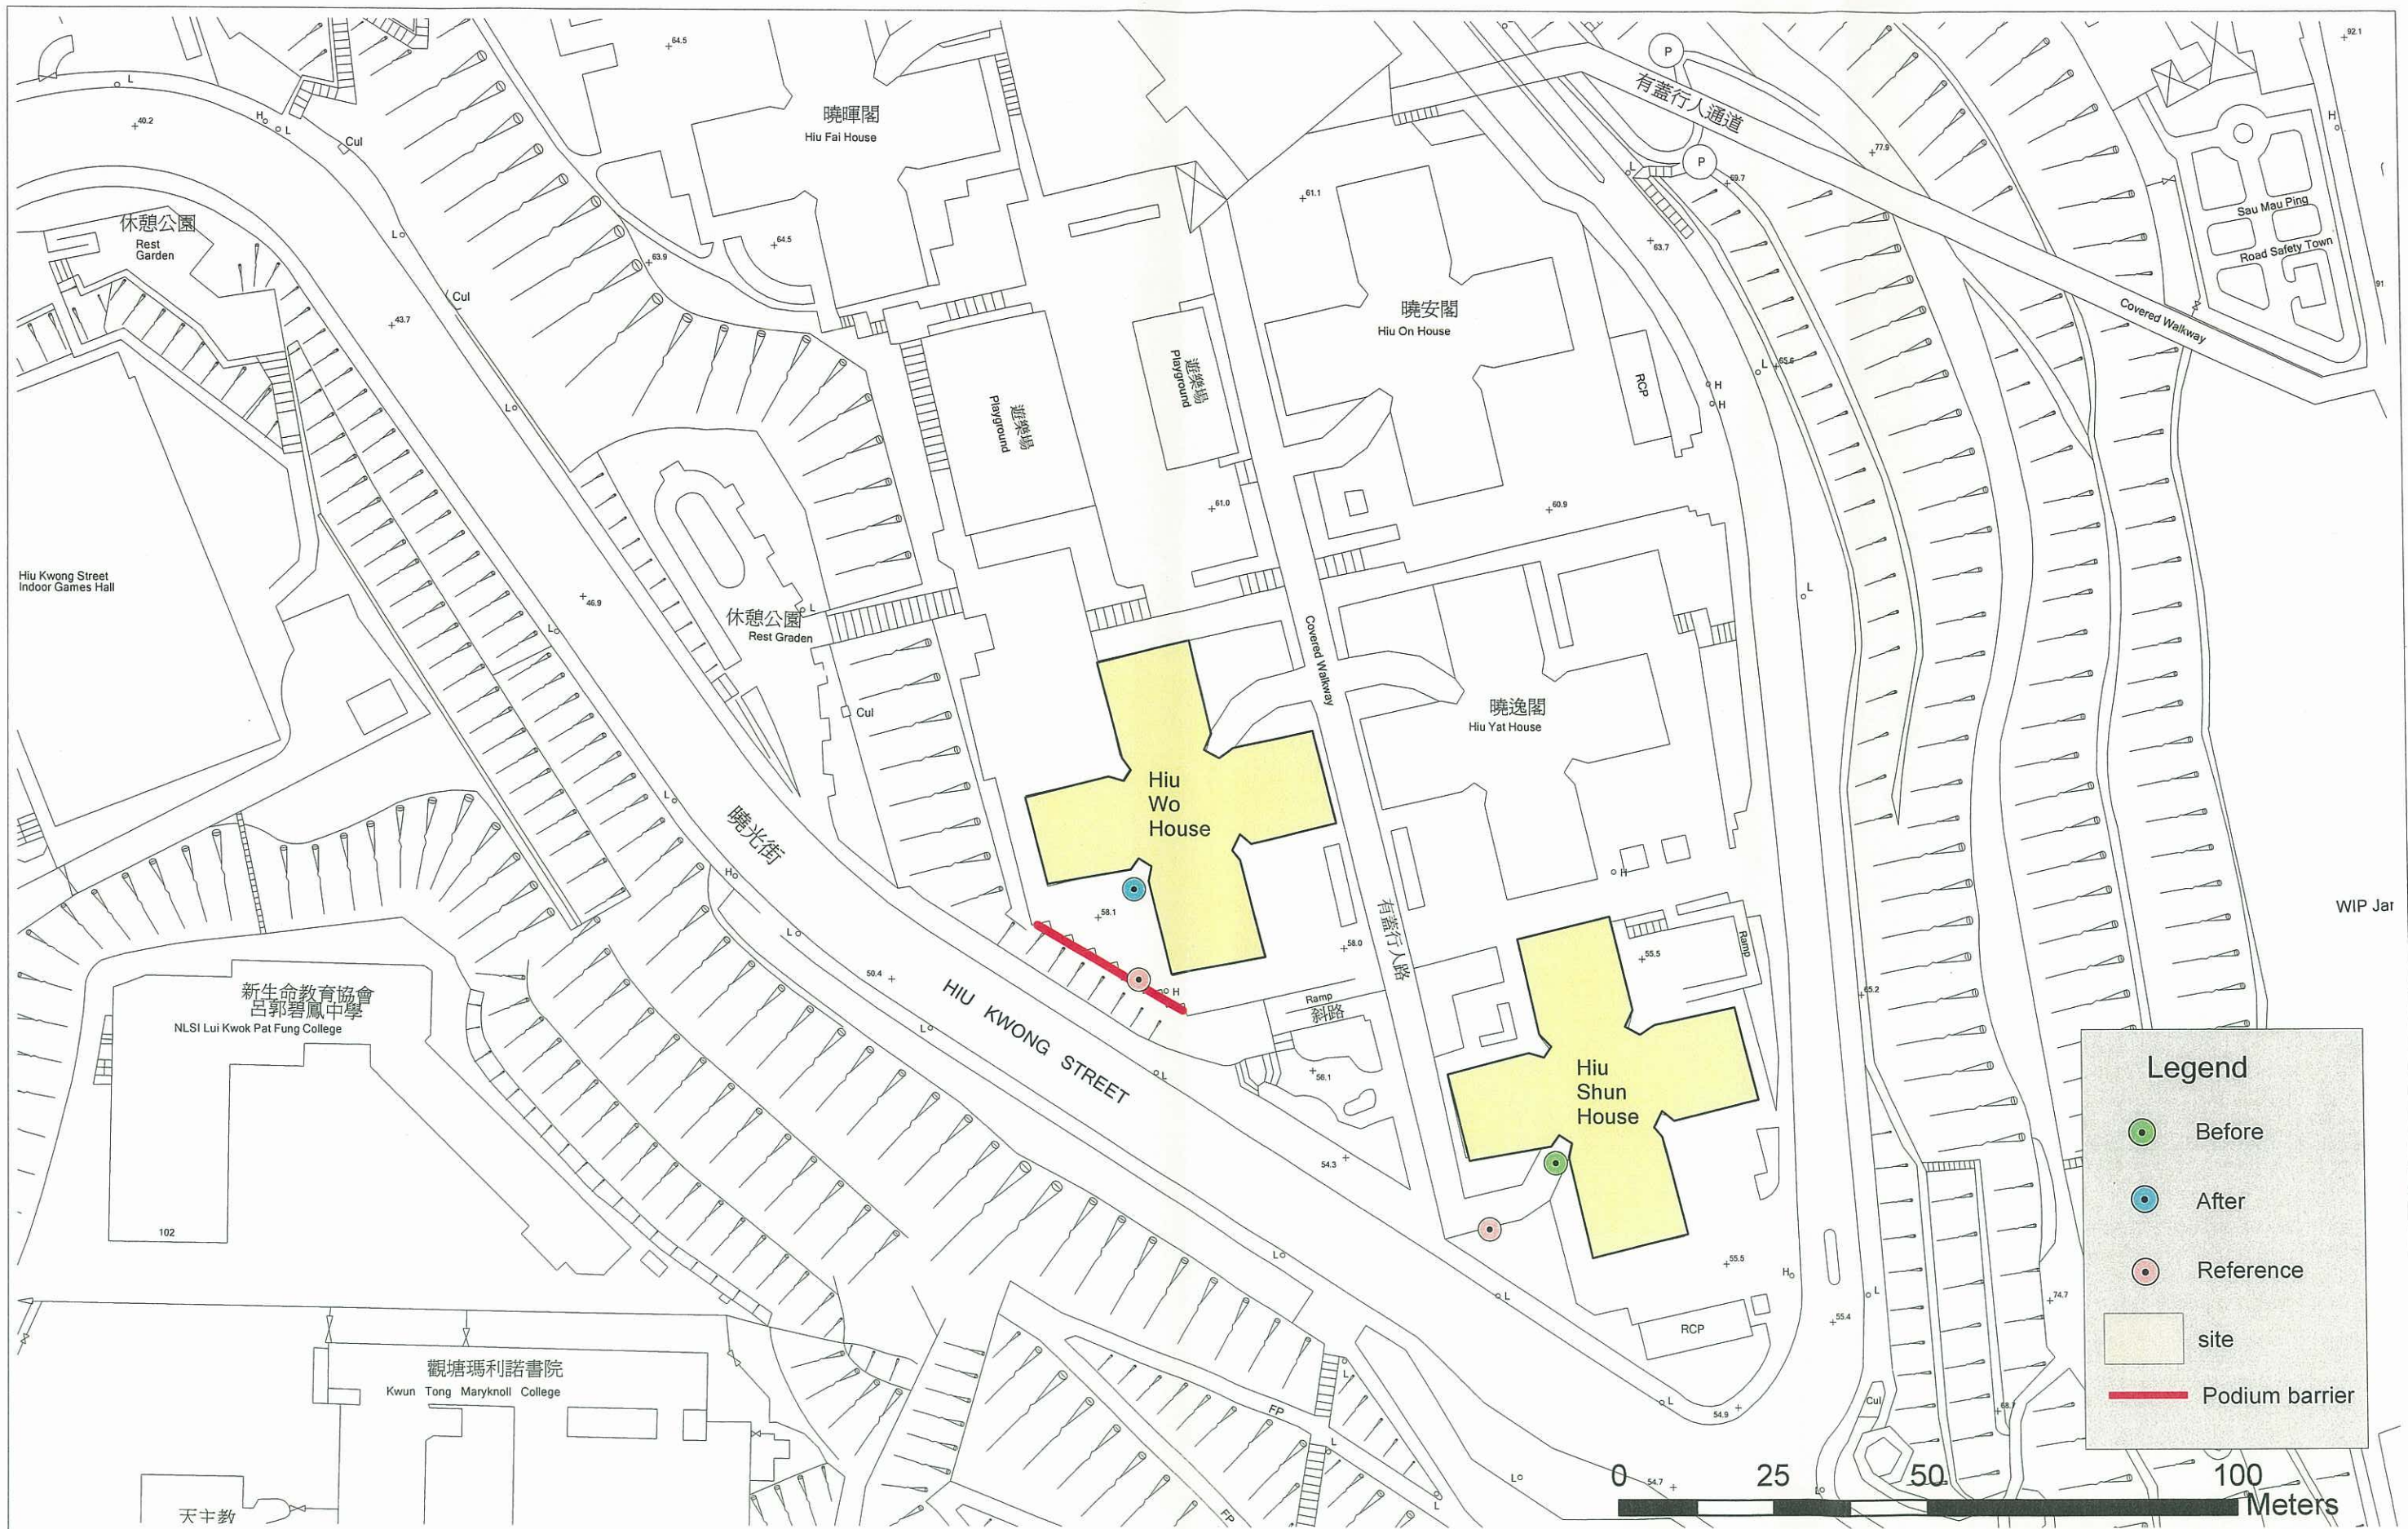 64.5
92.1
L
P
40.2
H
L
Cul
曉暉閣
Hiu Fai House
有蓋行人通道
77.9
H
P
L
69.7
61.1
休憩公園
Rest
Garden
L
64.5
63.9
63.7
Sau Mau Ping
Road Safety Town
Cul
43.7
曉安閣
Hiu On House
Covered Walkway
91
遊樂場
Playground
遊樂場
Playground
RCP
H
H
L
65.6
L
61.0
60.9
Hiu Kwong Street
Indoor Games Hall
46.9
L
休憩公園
Rest Graden
L
L
Covered Walkway
Cul
曉逸閣
Hiu Yat House
Hiu
Wo
House
L
曉光街
H
H
58.1
有蓋行人路
WIP Jar
L
58.0
55.5
Ramp
50.4
H
65.2
新生命教育協會
呂郭碧鳳中學
NLSI Lui Kwok Pat Fung College
HIU KWONG STREET
L
Ramp
斜路
L
56.1
Hiu
Shun
House
54.3
102
L
L
55.5
H
L
55.4
74.7
RCP
觀塘瑪利諾書院
Kwun Tong Maryknoll College
L
FP
L
L
54.9
Cul
68.7
L
54.7
L
L
FP
天主教
Legend
Before
After
Reference
site
Podium barrier
0 25 50 100
Meters